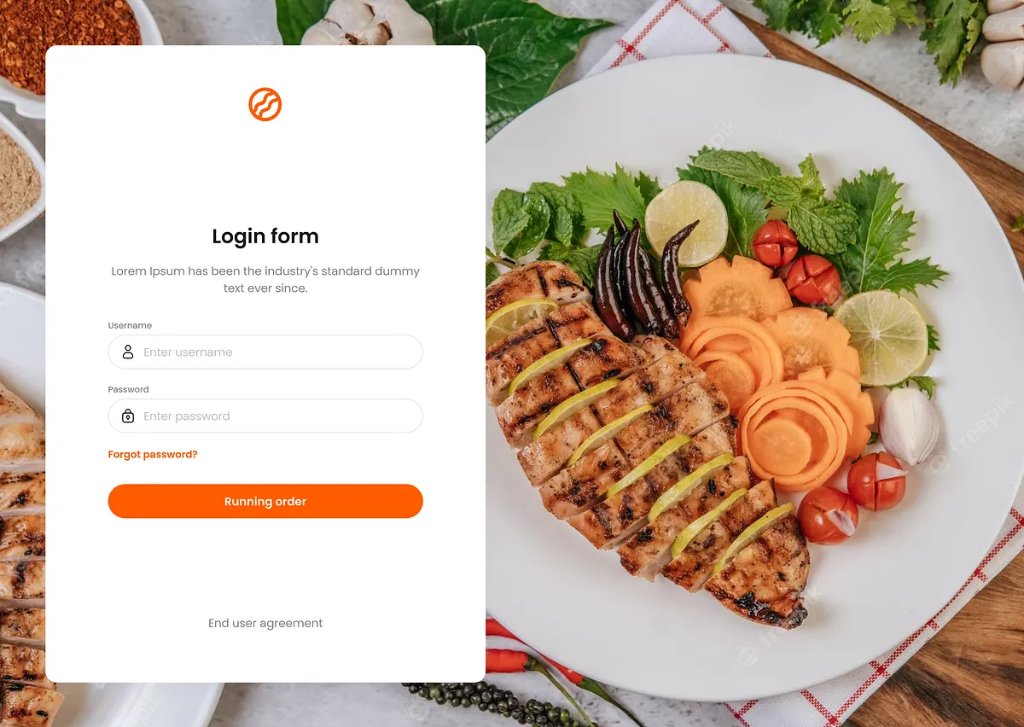 Login form
Lorem Ipsum has been the industry's standard dummy
text ever since.
Username
Enter username
Password
Enter password
Forgot password?
Running order
End user agreement
freepik